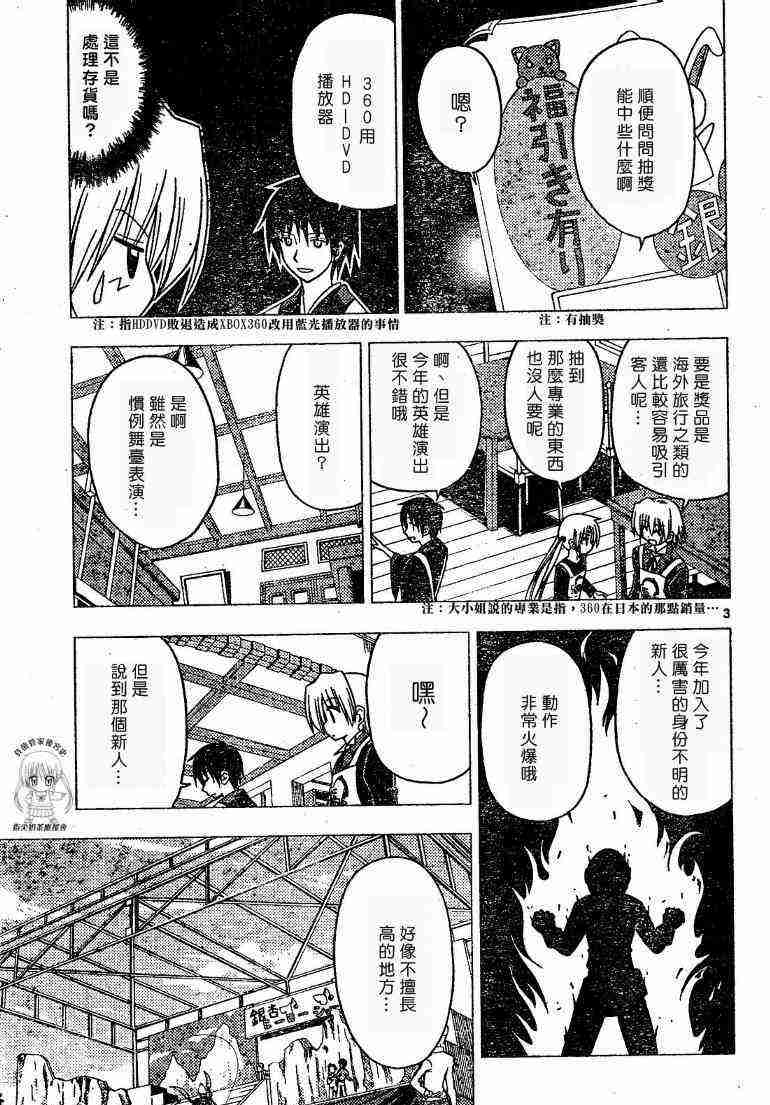 順便問問抽獎
能中些什麼啊
嗯？
福引き有り
銀
注：有抽獎
360用
HDIDVD
播放器
這不是
處理存貨嗎？
注：指HDDVD敗退造成XBOX360改用藍光播放器的事情
要是獎品是
海外旅行之類的
還比較容易吸引
客人呢…
抽到
那麼專業的東西
也沒人要呢
啊、但是
今年的英雄演出
很不錯哦
英雄演出？
是啊
雖然是
慣例舞臺表演…
注：大小姐說的專業是指，360在日本的那點銷量…
3
今年加入了
很厲害的身份不明的
新人…
動作
非常火爆哦
嘿～
但是
說到那個新人…
好像不擅長
高的地方…
銀杏